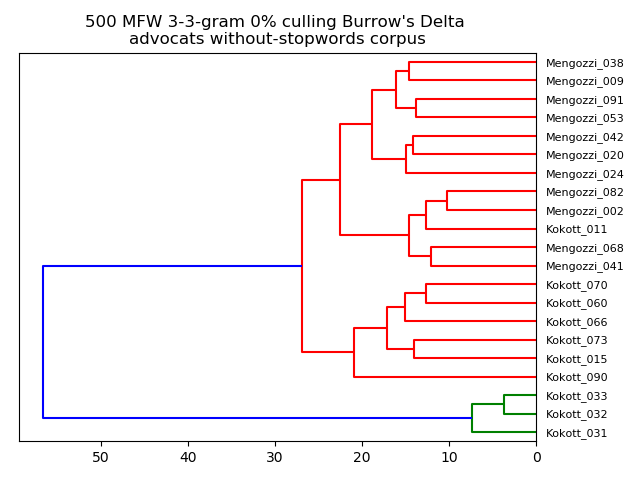 500 MFW 3-3-gram 0% culling Burrow's Delta
advocats without-stopwords corpus
Mengozzi_038
Mengozzi_009
Mengozzi_091
Mengozzi_053
Mengozzi_042
Mengozzi_020
Mengozzi_024
Mengozzi_082
Mengozzi_002
Kokott_011
Mengozzi_068
Mengozzi_041
Kokott_070
Kokott_060
Kokott_066
Kokott_073
Kokott_015
Kokott_090
Kokott_033
Kokott_032
Kokott_031
50 40 30 20 10 0